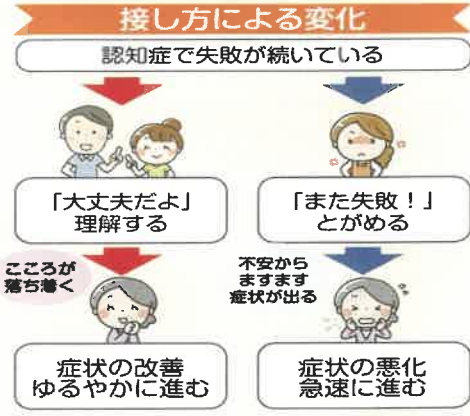 接し方による変化
認知症で失敗が続いている
「大丈夫だよ」
理解する
「また失敗！」
とがめる
こころが
落ち着く
不安から
ますます
症状が出る
症状の改善
ゆるやかに進む
症状の悪化
急速に進む